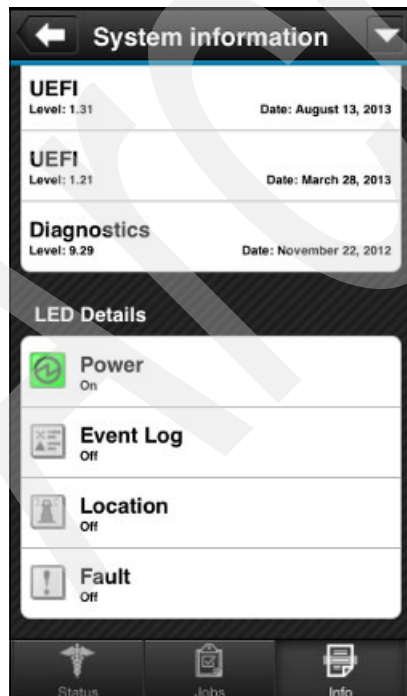 System information
UEFI
Level: 1.31 Date: August 13, 2013
UEFI
Level: 1.21 Date: March 28, 2013
Diagnostics
Level: 9.29 Date: November 22, 2012
LED Details
Power
On
Event Log
Off
Location
Off
Fault
Off
Status Jobs Info